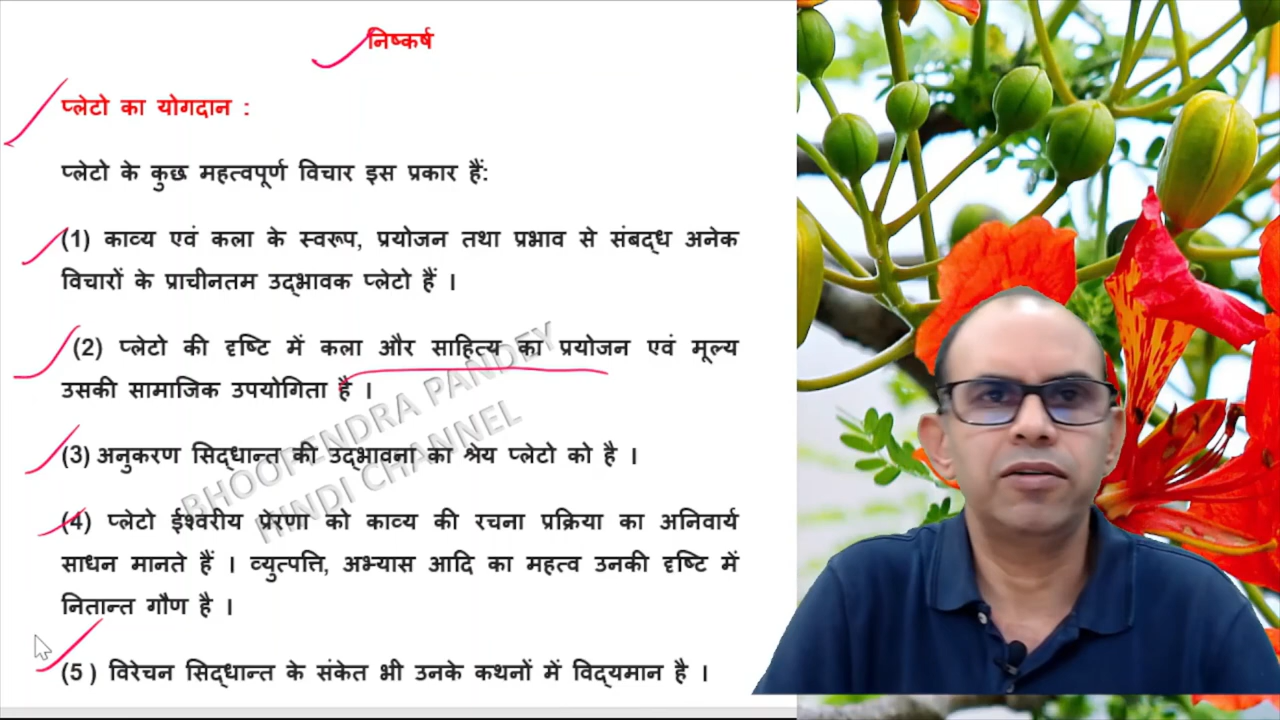 निष्कर्ष
प्लेटो का योगदान :
प्लेटो के कुछ महत्वपूर्ण विचार इस प्रकार हैं:
(1) काव्य एवं कला के स्वरूप, प्रयोजन तथा प्रभाव से संबद्ध अनेक
विचारों के प्राचीनतम उद्भावक प्लेटो हैं ।
(2) प्लेटो की दृष्टि में कला और साहित्य का प्रयोजन एवं मूल्य
उसकी सामाजिक उपयोगिता है ।
(3) अनुकरण सिद्धान्त की उद्भावना का श्रेय प्लेटो को है ।
(4) प्लेटो ईश्वरीय प्रेरणा को काव्य की रचना प्रक्रिया का अनिवार्य
साधन मानते हैं । व्युत्पत्ति, अभ्यास आदि का महत्व उनकी दृष्टि में
नितान्त गौण है ।
(5 ) विरेचन सिद्धान्त के संकेत भी उनके कथनों में विद्यमान है ।
BHOOPENDRA PANDEY
HINDI CHANNEL